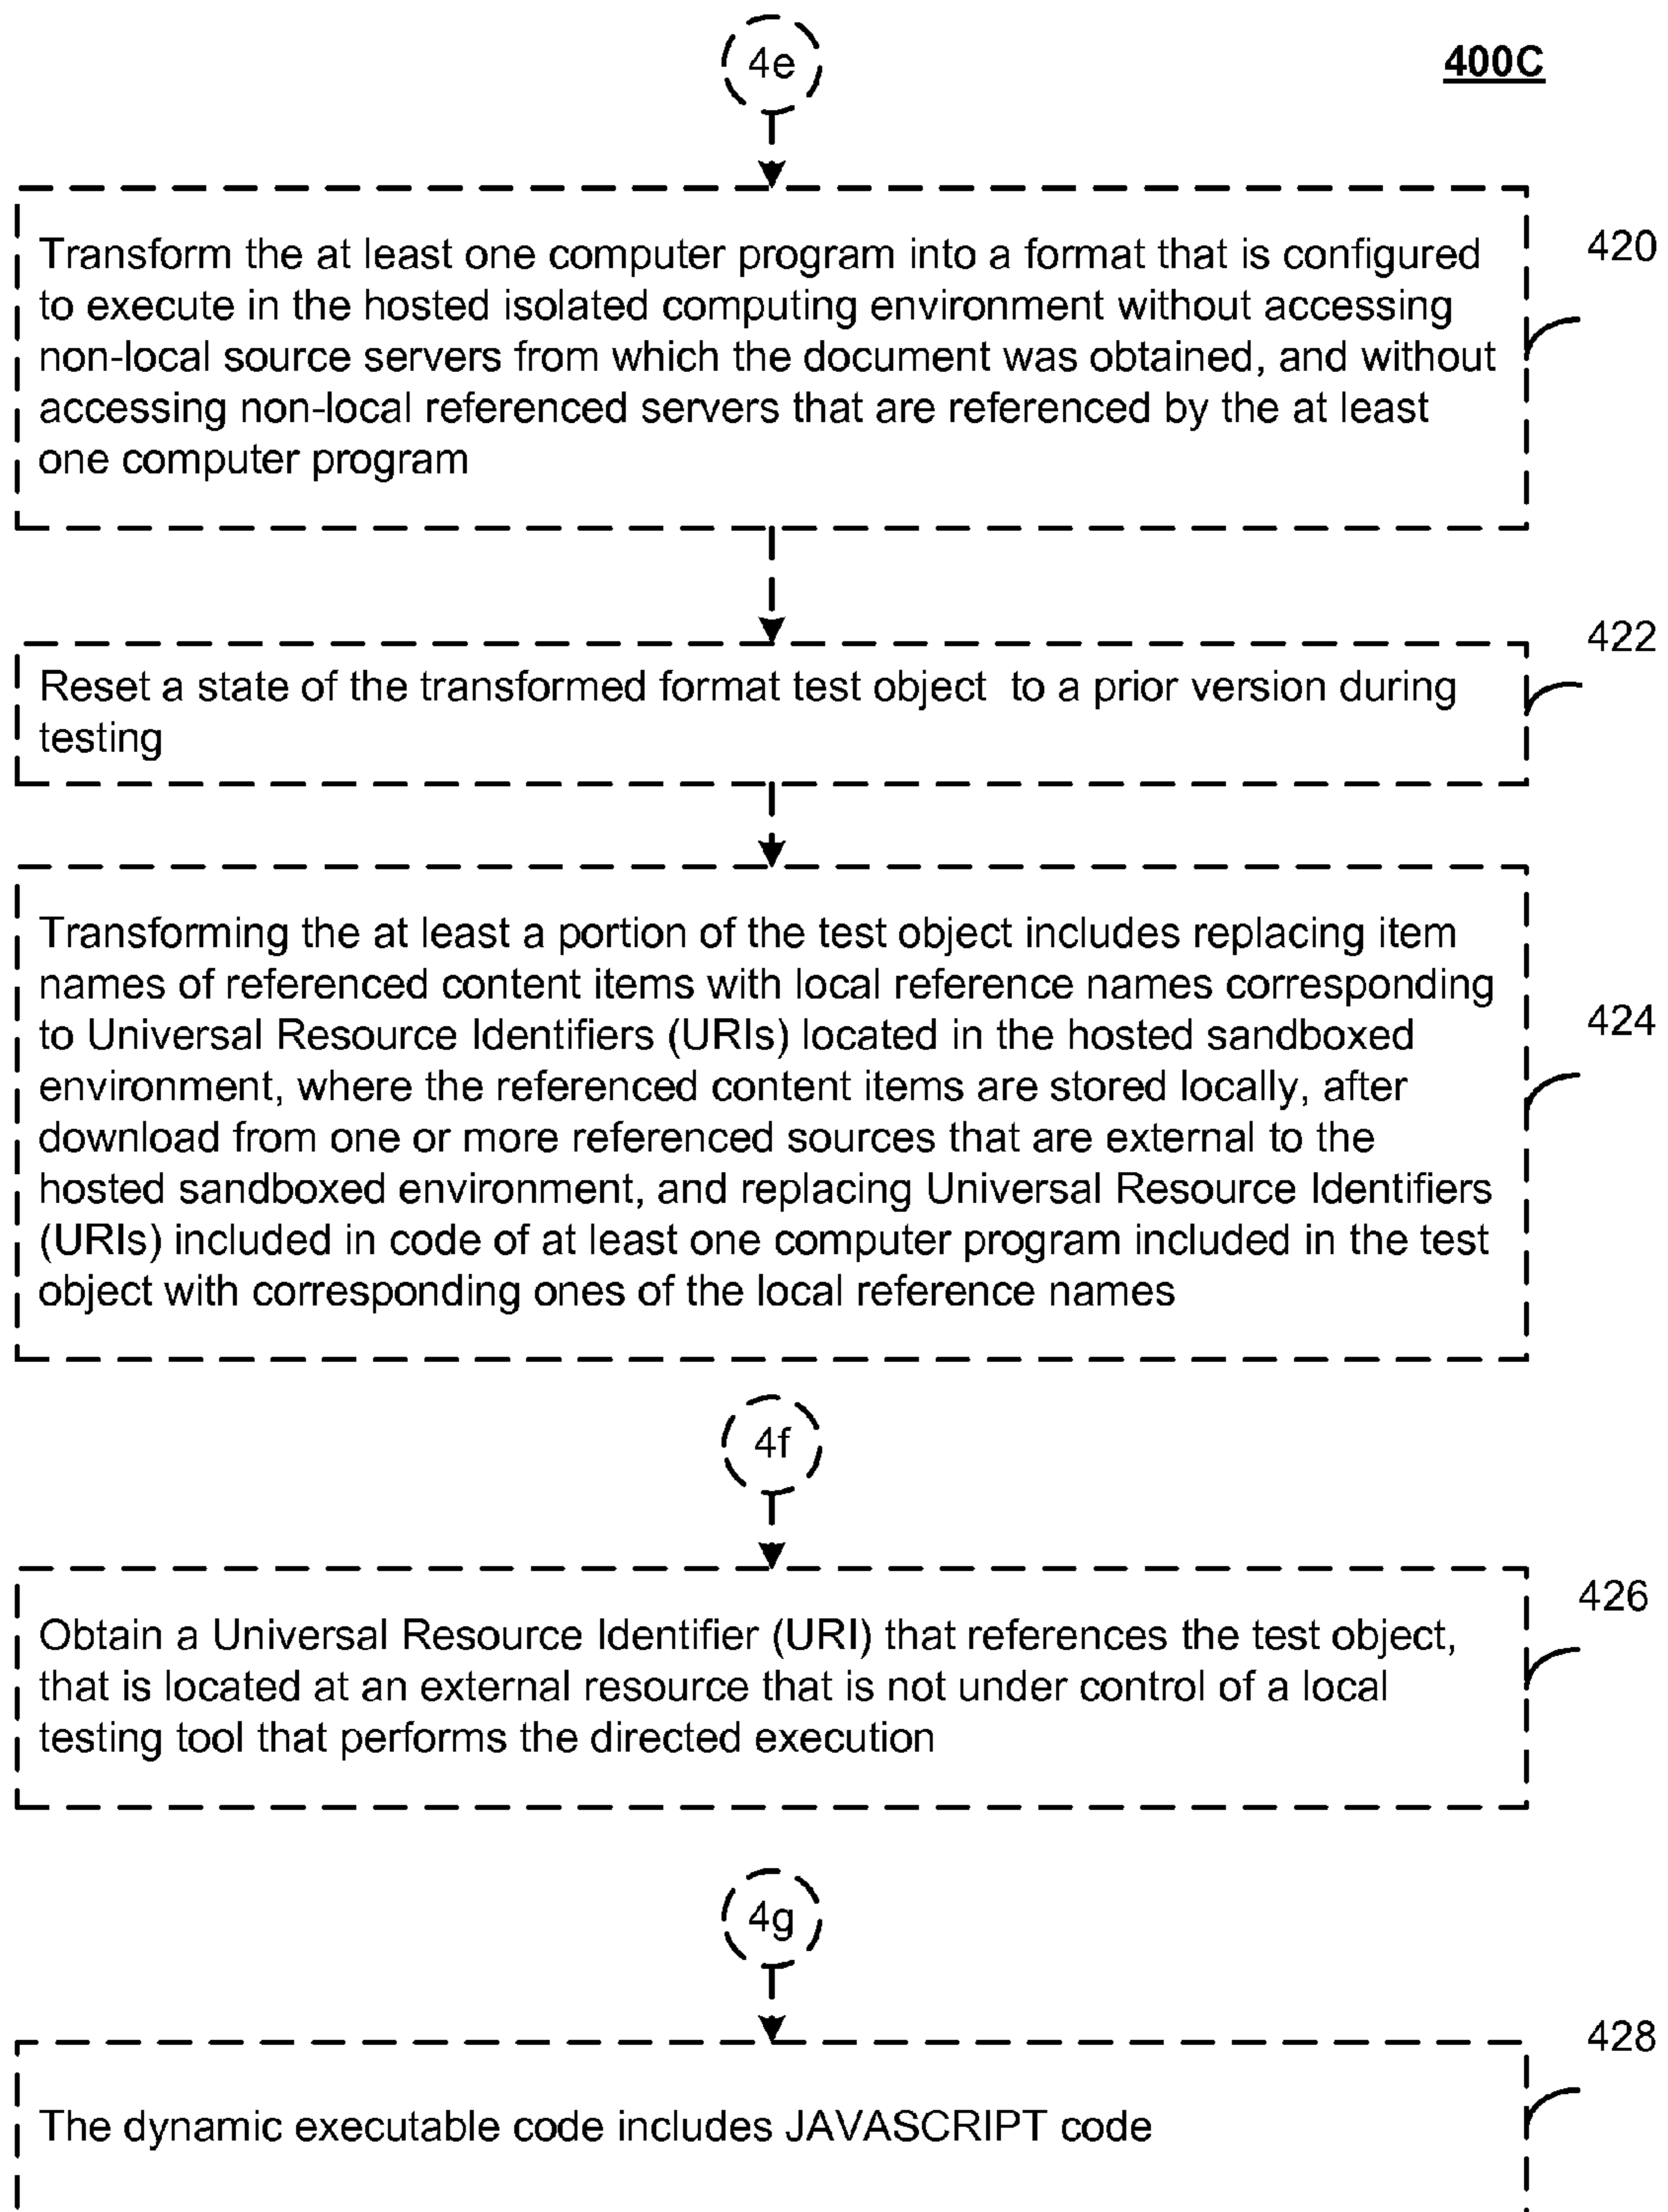 4e
400C
Transform the at least one computer program into a format that is configured
to execute in the hosted isolated computing environment without accessing
non-local source servers from which the document was obtained, and without
accessing non-local referenced servers that are referenced by the at least
one computer program
420
422
Reset a state of the transformed format test object to a prior version during
testing
Transforming the at least a portion of the test object includes replacing item
names of referenced content items with local reference names corresponding
to Universal Resource Identifiers (URIs) located in the hosted sandboxed
environment, where the referenced content items are stored locally, after
download from one or more referenced sources that are external to the
hosted sandboxed environment, and replacing Universal Resource Identifiers
(URIs) included in code of at least one computer program included in the test
object with corresponding ones of the local reference names
424
4f
426
Obtain a Universal Resource Identifier (URI) that references the test object,
that is located at an external resource that is not under control of a local
testing tool that performs the directed execution
4g
428
The dynamic executable code includes JAVASCRIPT code